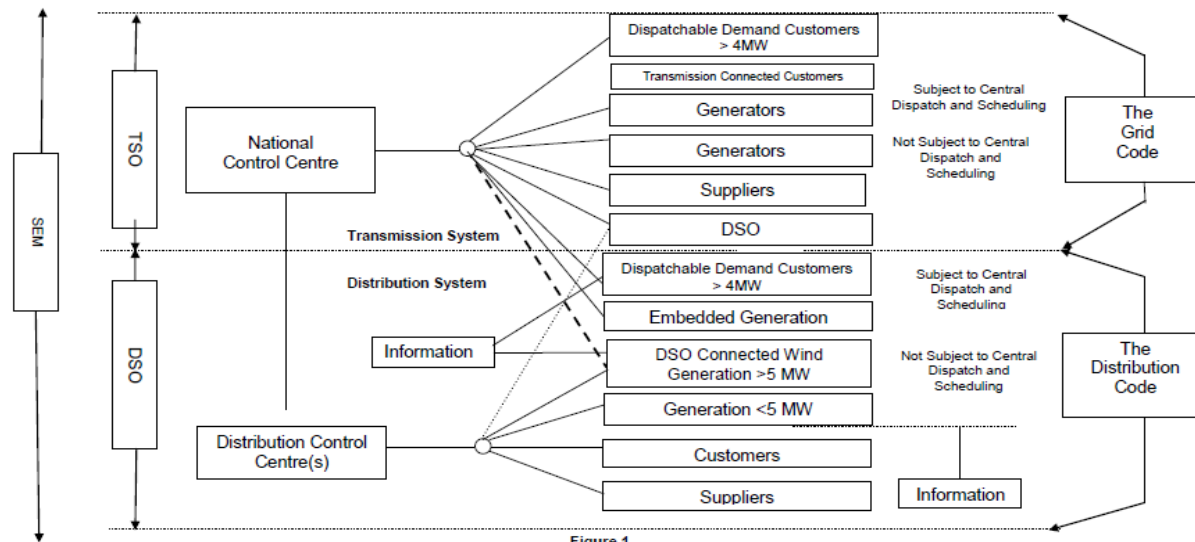 SEM
TSO
DSO
National
Control Centre
Transmission System
Distribution System
Information
Distribution Control
Centre(s)
Dispatchable Demand Customers
> 4MW
Transmission Connected Customers
Generators
Generators
Suppliers
DSO
Dispatchable Demand Customers
> 4MW
Embedded Generation
DSO Connected Wind
Generation >5 MW
Generation <5 MW
Customers
Suppliers
Subject to Central
Dispatch and Scheduling
Not Subject to Central
Dispatch and
Scheduling
Subject to Central
Dispatch and
Scheduling
Not Subject to Central
Dispatch and
Scheduling
Information
The
Grid
Code
The
Distribution
Code
Figure 1